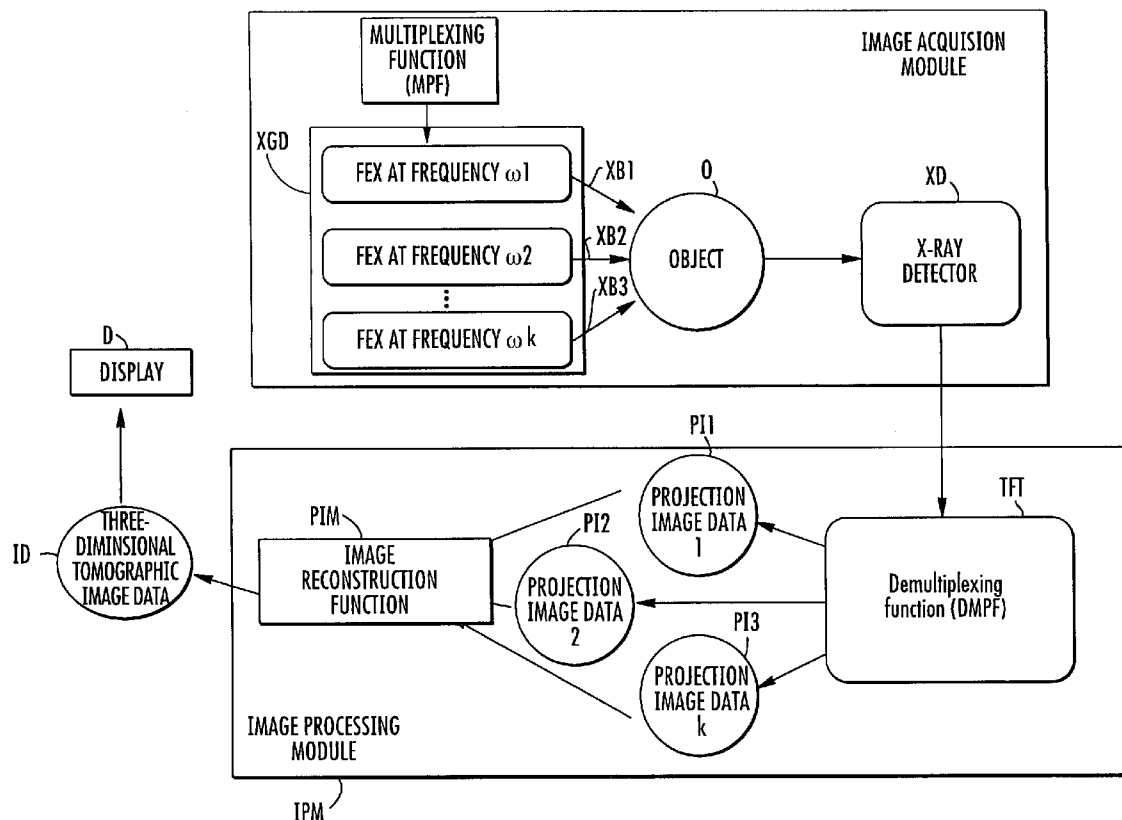 MULTIPLEXING
FUNCTION
(MPF)
IMAGE ACQUISION
MODULE
XGD
FEX AT FREQUENCY ω1
XB1
O
XD
FEX AT FREQUENCY ω2
XB2
OBJECT
X-RAY
DETECTOR
XB3
FEX AT FREQUENCY ωk
D
DISPLAY
PI1
PROJECTION
IMAGE DATA
1
TFT
PIM
IMAGE
RECONSTRUCTION
FUNCTION
PI2
PROJECTION
IMAGE DATA
2
Demultiplexing
function (DMPF)
ID
THREE-
DIMINSIONAL
TOMOGRAPHIC
IMAGE DATA
PI3
PROJECTION
IMAGE DATA
k
IMAGE PROCESSING
MODULE
IPM